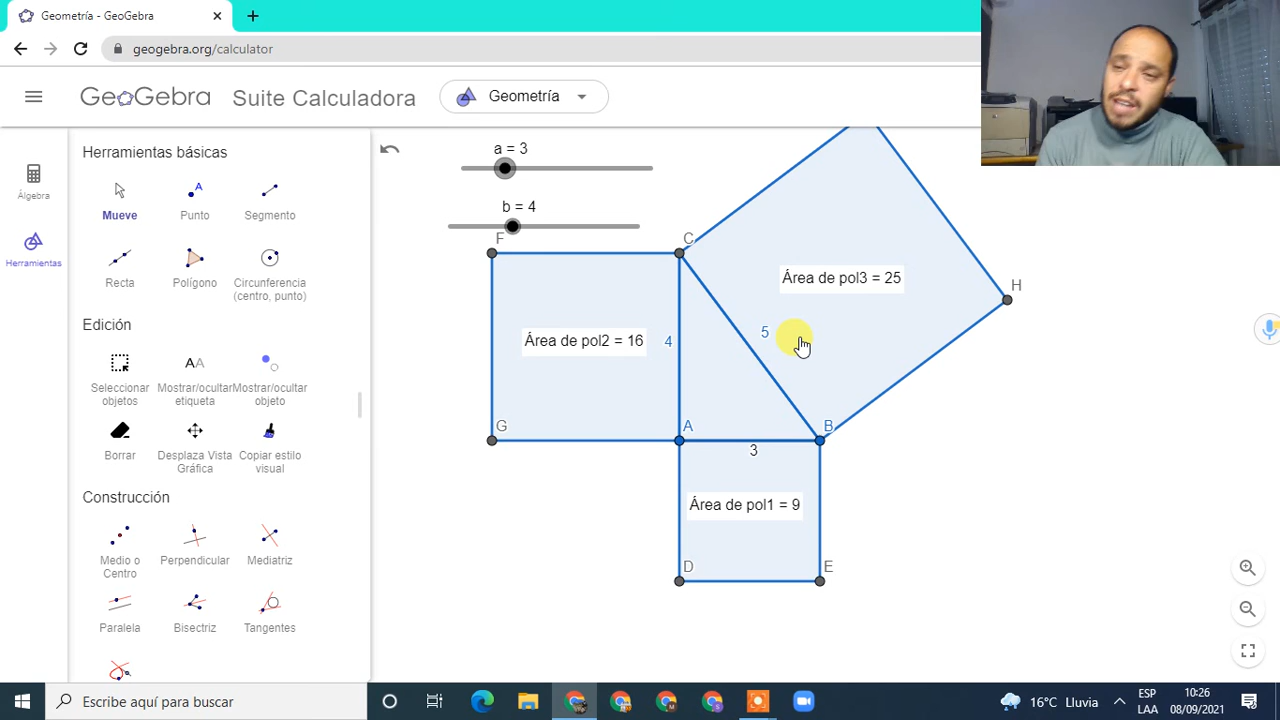 Geometría - GeoGebra
geogebra.org/calculator
GeoGebra Suite Calculadora Geometría
Álgebra
Herramientas
Herramientas básicas
Mueve Punto Segmento
Recta Polígono Circunferencia (centro, punto)
Edición
Seleccionar objetos Mostrar/ocultar etiqueta Mostrar/ocultar objeto
Borrar Desplaza Vista Gráfica Copiar estilo visual
AA
Construcción
Medio o Centro Perpendicular Mediatriz
Paralela Bisectriz Tangentes
a = 3
b = 4
F
C
Área de pol3 = 25
H
5
Área de pol2 = 16
4
G
A
B
3
Área de pol1 = 9
D
E
Escribe aquí para buscar
16°C Lluvia
ESP
LAA
10:26
08/09/2021